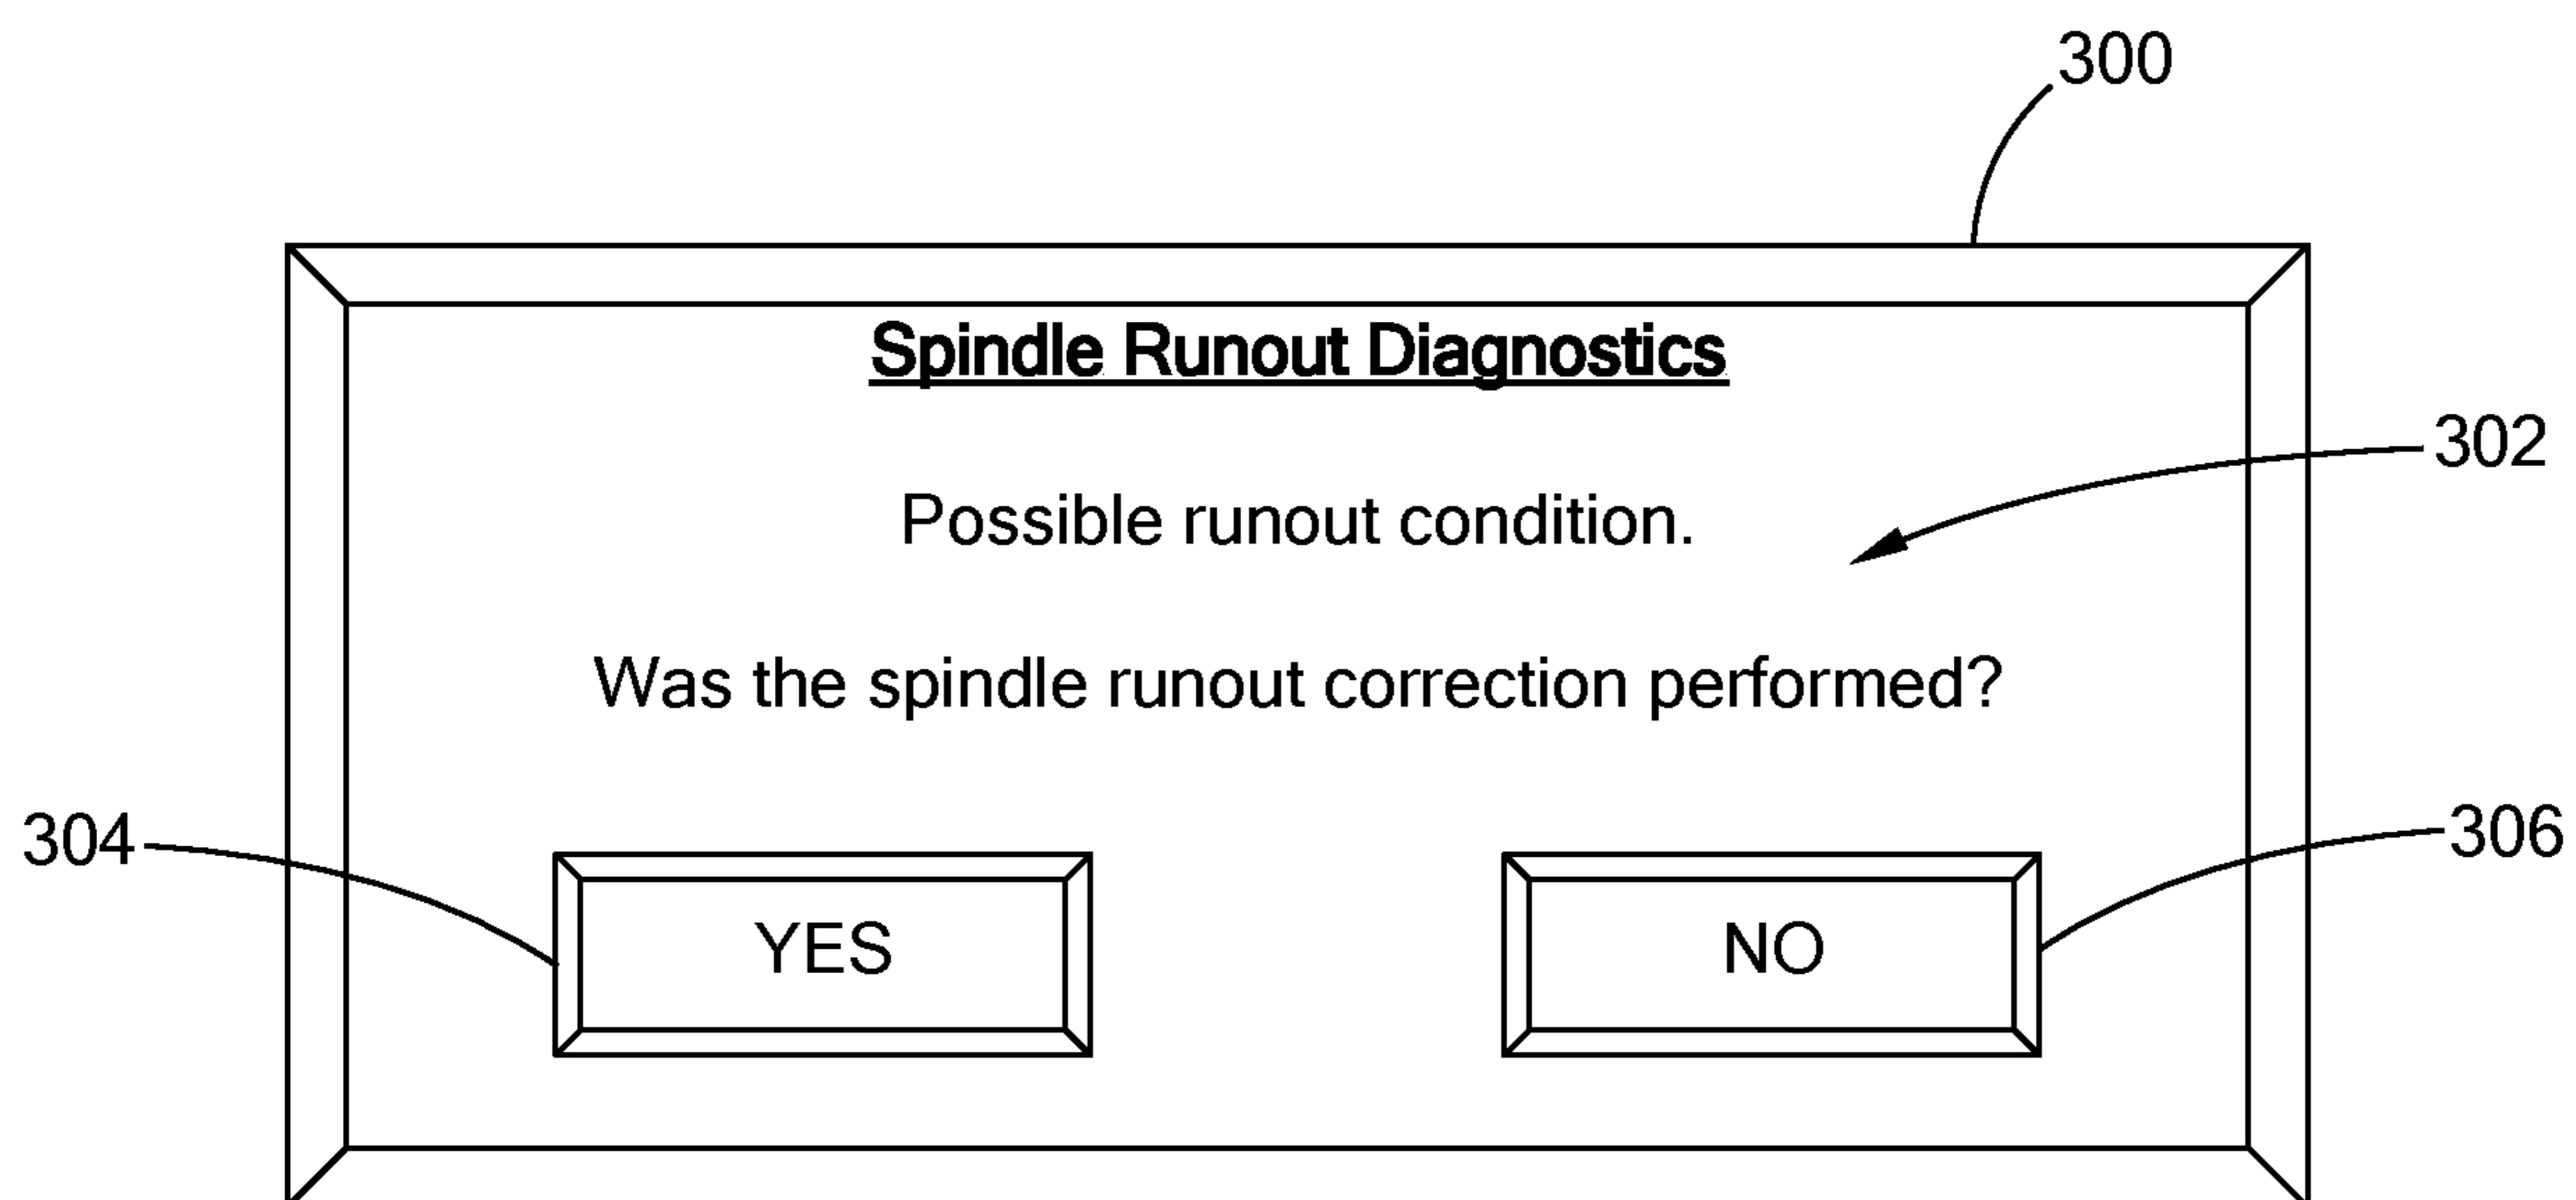 300
Spindle Runout Diagnostics
302
Possible runout condition.
Was the spindle runout correction performed?
304
306
YES
NO